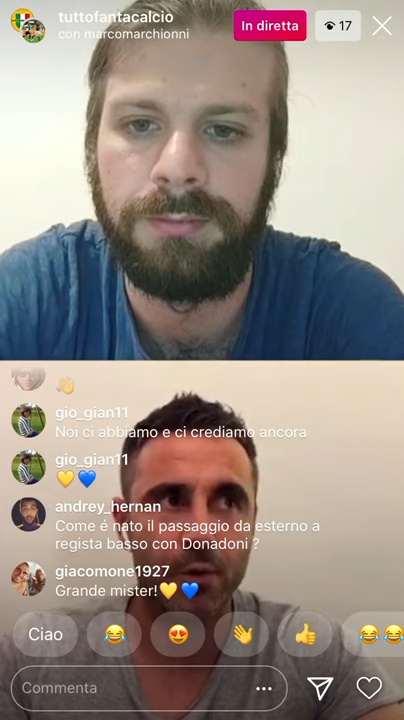 tuttofantacalcio
con marcomarchionni
In diretta
17
gio_gian11
Noi ci abbiamo e ci crediamo ancora
gio_gian11
💛💙
andrey_hernan
Come é nato il passaggio da esterno a
regista basso con Donadoni ?
giacomone1927
Grande mister!💛💙
Ciao
Commenta